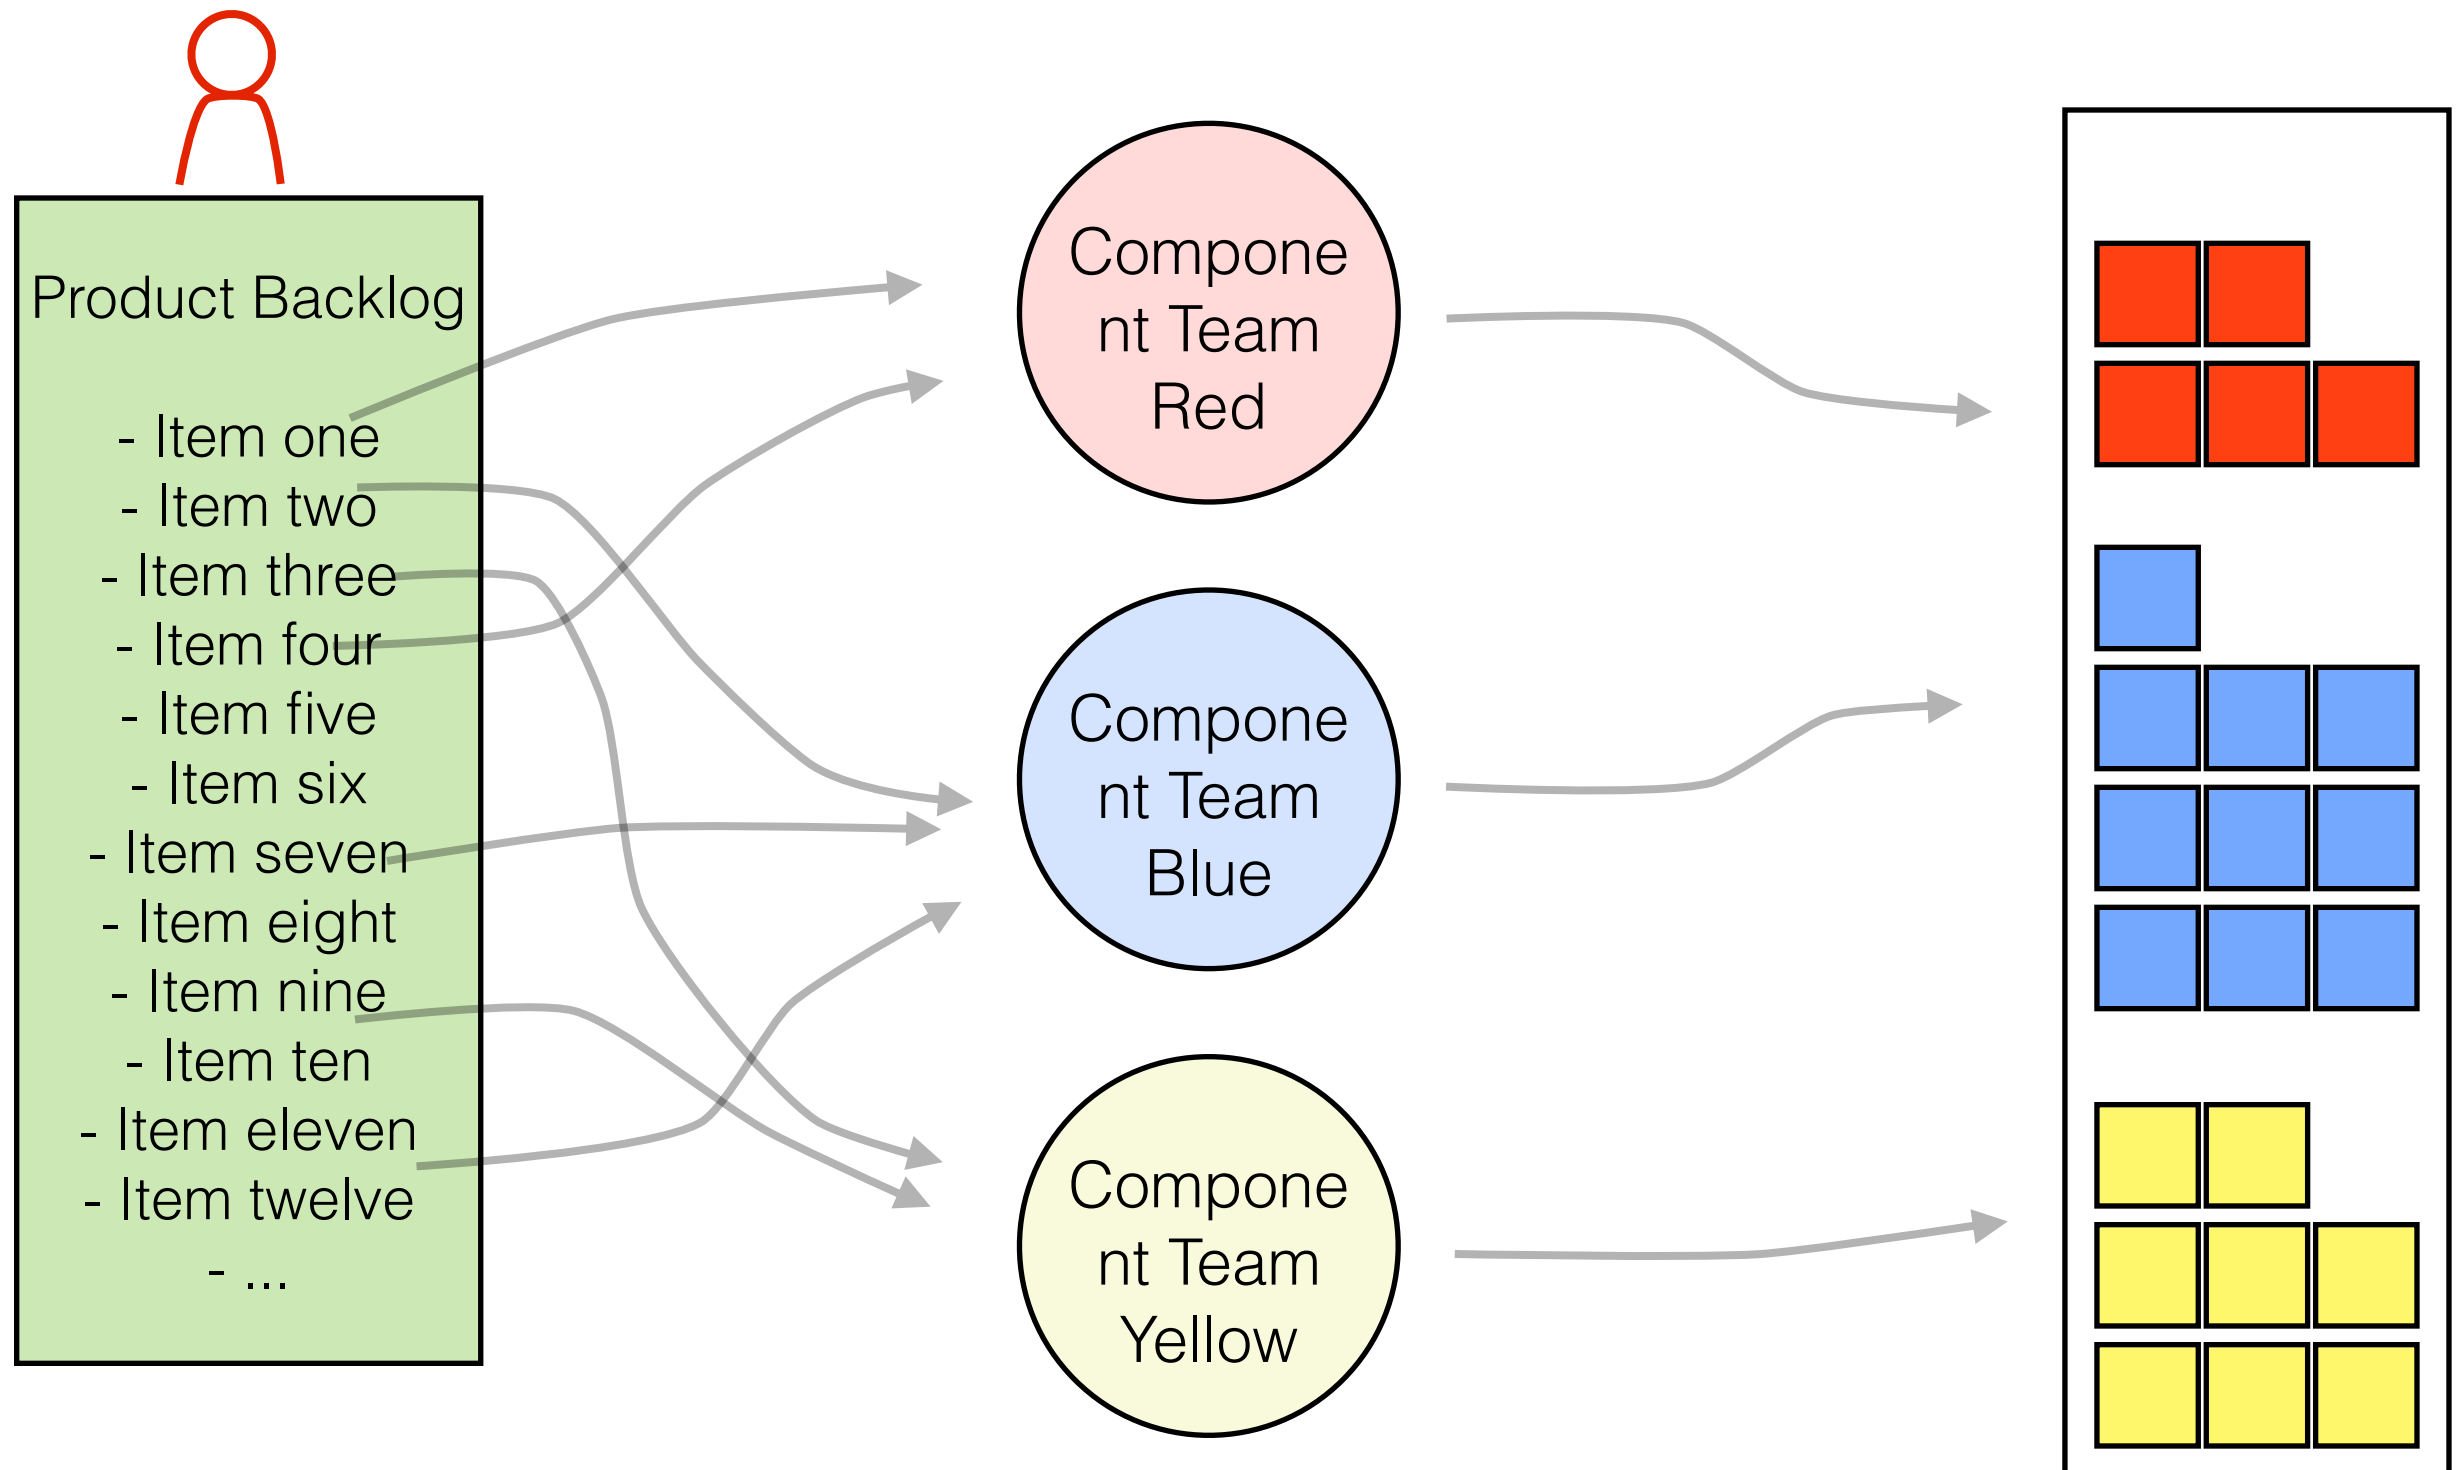 Product Backlog
- Item one
- Item two
- Item three
- Item four
- Item five
- Item six
- Item seven
- Item eight
- Item nine
- Item ten
- Item eleven
- Item twelve
- ...
Compone
nt Team
Red
Compone
nt Team
Blue
Compone
nt Team
Yellow